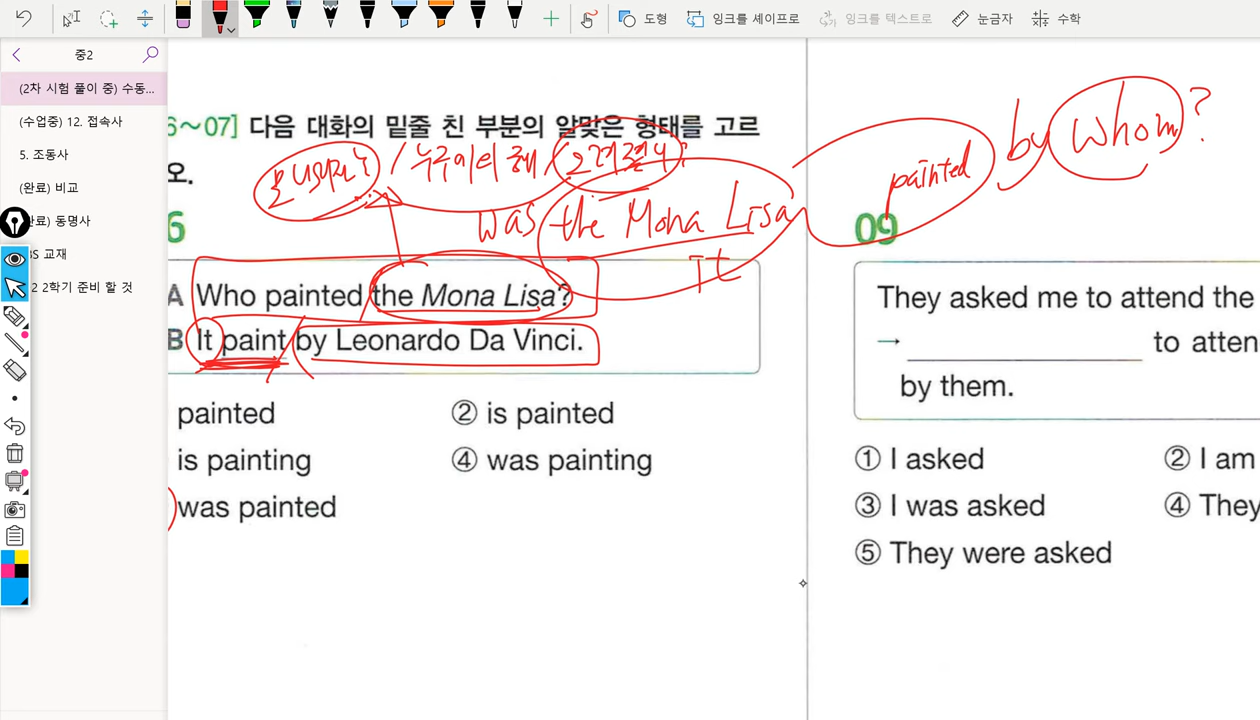 도형
잉크를 셰이프로
잉크를 텍스트로
눈금자
수학
중2
(2차 시험 풀이 중) 수동...
(수업중) 12. 접속사
5. 조동사
(완료) 비교
완료) 동명사
BS 교재
2 2학기 준비 할 것
6~07] 다음 대화의 밑줄 친 부분의 알맞은 형태를 고르
오.
모나리자는 / 누구에 의해 / 그려졌니
was the Mona Lisa painted by whom?
It
6
A Who painted the Mona Lisa?
B It paint by Leonardo Da Vinci.
painted
② is painted
is painting
④ was painting
was painted
09
They asked me to attend the
→ ____________ to atten
by them.
① I asked
② I am
③ I was asked
④ They
⑤ They were asked